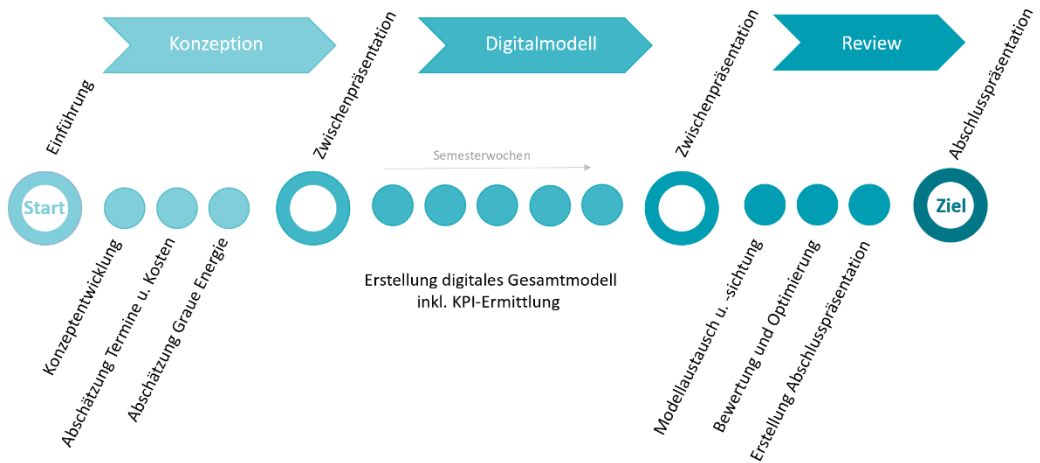 Konzeption
Digitalmodell
Review
Einführung
Zwischenpräsentation
Zwischenpräsentation
Abschlusspräsentation
Semesterwochen
Start
Ziel
Konzeptentwicklung
Abschätzung Termine u. Kosten
Abschätzung Graue Energie
Erstellung digitales Gesamtmodell
inkl. KPI-Ermittlung
Modellaustausch u. -sichtung
Bewertung und Optimierung
Erstellung Abschlusspräsentation